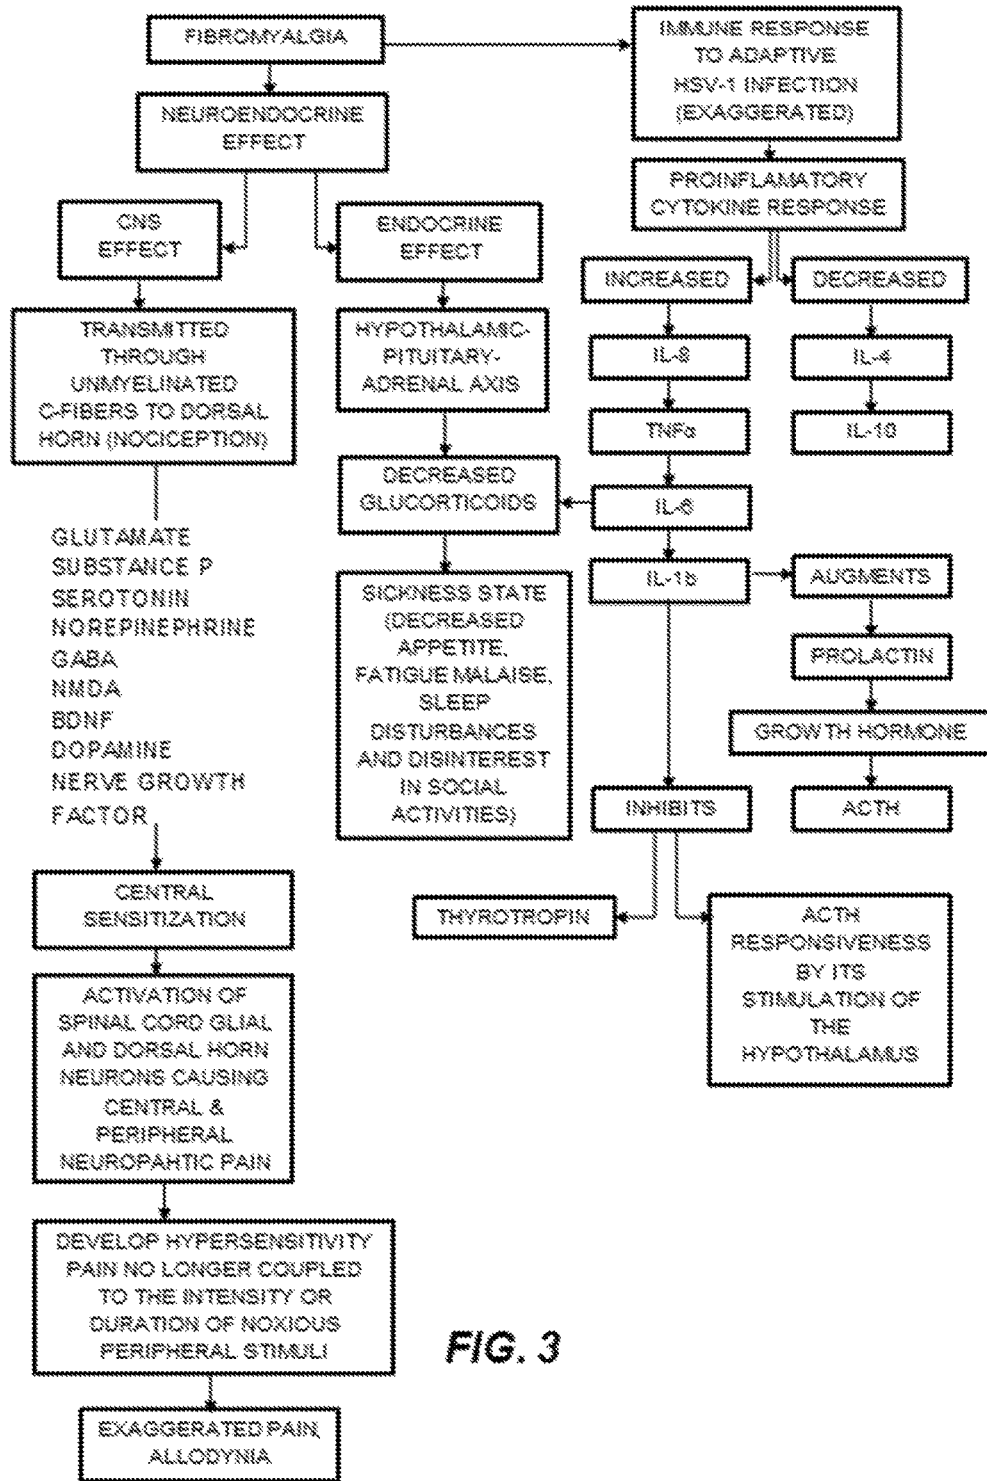 FIBROMYALGIA
IMMUNE RESPONSE
TO ADAPTIVE
HSV-1 INFECTION
(EXAGGERATED)
NEUROENDOCRINE
EFFECT
PROINFLAMATORY
CYTOKINE RESPONSE
CNS
EFFECT
ENDOCRINE
EFFECT
INCREASED
DECREASED
TRANSMITTED
THROUGH
UNMYELINATED
C-FIBERS TO DORSAL
HORN (NOCICEPTION)
HYPOTHALAMIC-
PITUITARY-
ADRENAL AXIS
IL-8
IL-4
TNFα
IL-10
DECREASED
GLUCORTICOIDS
IL-6
IL-1b
AUGMENTS
GLUTAMATE
SUBSTANCE P
SEROTONIN
NOREPINEPHRINE
GABA
NMDA
BDNF
DOPAMINE
NERVE GROWTH
FACTOR
SICKNESS STATE
(DECREASED
APPETITE,
FATIGUE MALAISE,
SLEEP
DISTURBANCES
AND DISINTEREST
IN SOCIAL
ACTIVITIES)
PROLACTIN
GROWTH HORMONE
INHIBITS
ACTH
CENTRAL
SENSITIZATION
THYROTROPIN
ACTH
RESPONSIVENESS
BY ITS
STIMULATION OF
THE
HYPOTHALAMUS
ACTIVATION OF
SPINAL CORD GLIAL
AND DORSAL HORN
NEURONS CAUSING
CENTRAL &
PERIPHERAL
NEUROPAHTIC PAIN
DEVELOP HYPERSENSITIVITY
PAIN NO LONGER COUPLED
TO THE INTENSITY OR
DURATION OF NOXIOUS
PERIPHERAL STIMULI
FIG. 3
EXAGGERATED PAIN,
ALLODYNIA